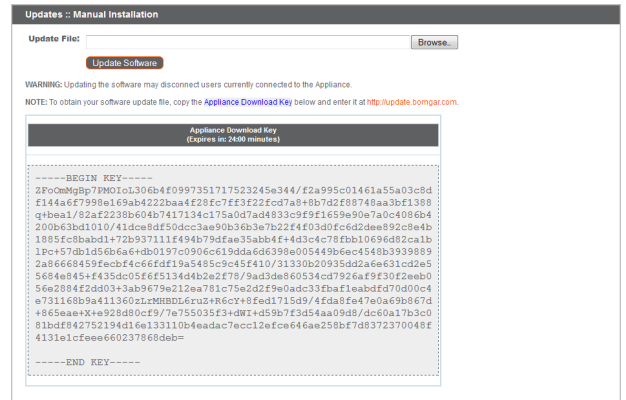 Updates :: Manual Installation
Update File:
Browse..
Update Software
WARNING: Updating the software may disconned users currently connected to the Appliance.
NOTE: To obtain your software update file, copy the Appliance Download Key below and enter it at http://update.bomgar.com.
Appliance Download Key
(Expires in: 24:00 minutes)
-----BEGIN KEY-----
ZFoOmMgBp7PMOIoL306b4f0997351717523245e344/f2a995c01461a55a03c8d
f144a6f7998e169ab4222baa4f28fc7ff3f22fcd7a8+8b7d2f88748aa3bf1388
q+bea1/82af2238b604b7417134c175a0d7ad4833c9f9f1659e90e7a0c4086b4
200b63bd1010/41dce8df50dcc3ae90b36b3e7b22f4f03d0fc6d2dee892c8e4b
1885fc8babd1+72b937111f494b79dfae35abb4f+4d3c4c78fbb10696d82ca1b
lPc+57db1d56b6a6+db0197c0906c619dda6d6398e005449b6ec4548b3939889
2a86668459fecbf4c66fdf19a5485c9c45f410/31330b20935dd2a6e631cd2e5
5684e845+f435dc05f6f5134d4b2e2f78/9ad3de860534cd7926af9f30f2eeb0
56e2884f2dd03+3ab9679e212ea781c75e2d2f9e0adc33fbaf1eabdfd70d00c4
e731168b9a411360zLrMHBDL6ruZ+R6cY+8fed1715d9/4fda8fe47e0a69b867d
+865eae+X+e928d80cf9/7e755035f3+dWI+d59b7f3d54aa09d8/dc60a17b3c0
81bdf842752194d16e133110b4eadac7ecc12efce646ae258bf7d8372370048f
4131e1cfeee660237868deb=
-----END KEY-----